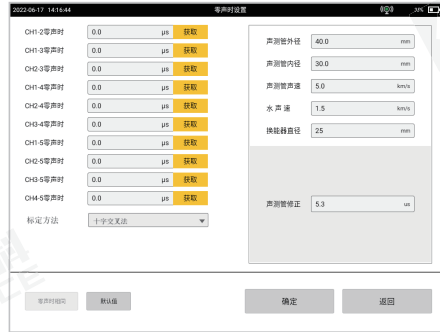 2022-06-17 14:16:44 零声时设置
CH1-2零声时 0.0 μs 获取
CH1-3零声时 0.0 μs 获取
CH2-3零声时 0.0 μs 获取
CH1-4零声时 0.0 μs 获取
CH2-4零声时 0.0 μs 获取
CH3-4零声时 0.0 μs 获取
CH1-5零声时 0.0 μs 获取
CH2-5零声时 0.0 μs 获取
CH3-5零声时 0.0 μs 获取
CH4-5零声时 0.0 μs 获取
标定方法 十字交叉法
声测管外径 40.0 mm
声测管内径 30.0 mm
声测管声速 5.0 km/s
水 声 速 1.5 km/s
换能器直径 25 mm
声测管修正 5.3 us
零声时相同 默认值 确定 返回